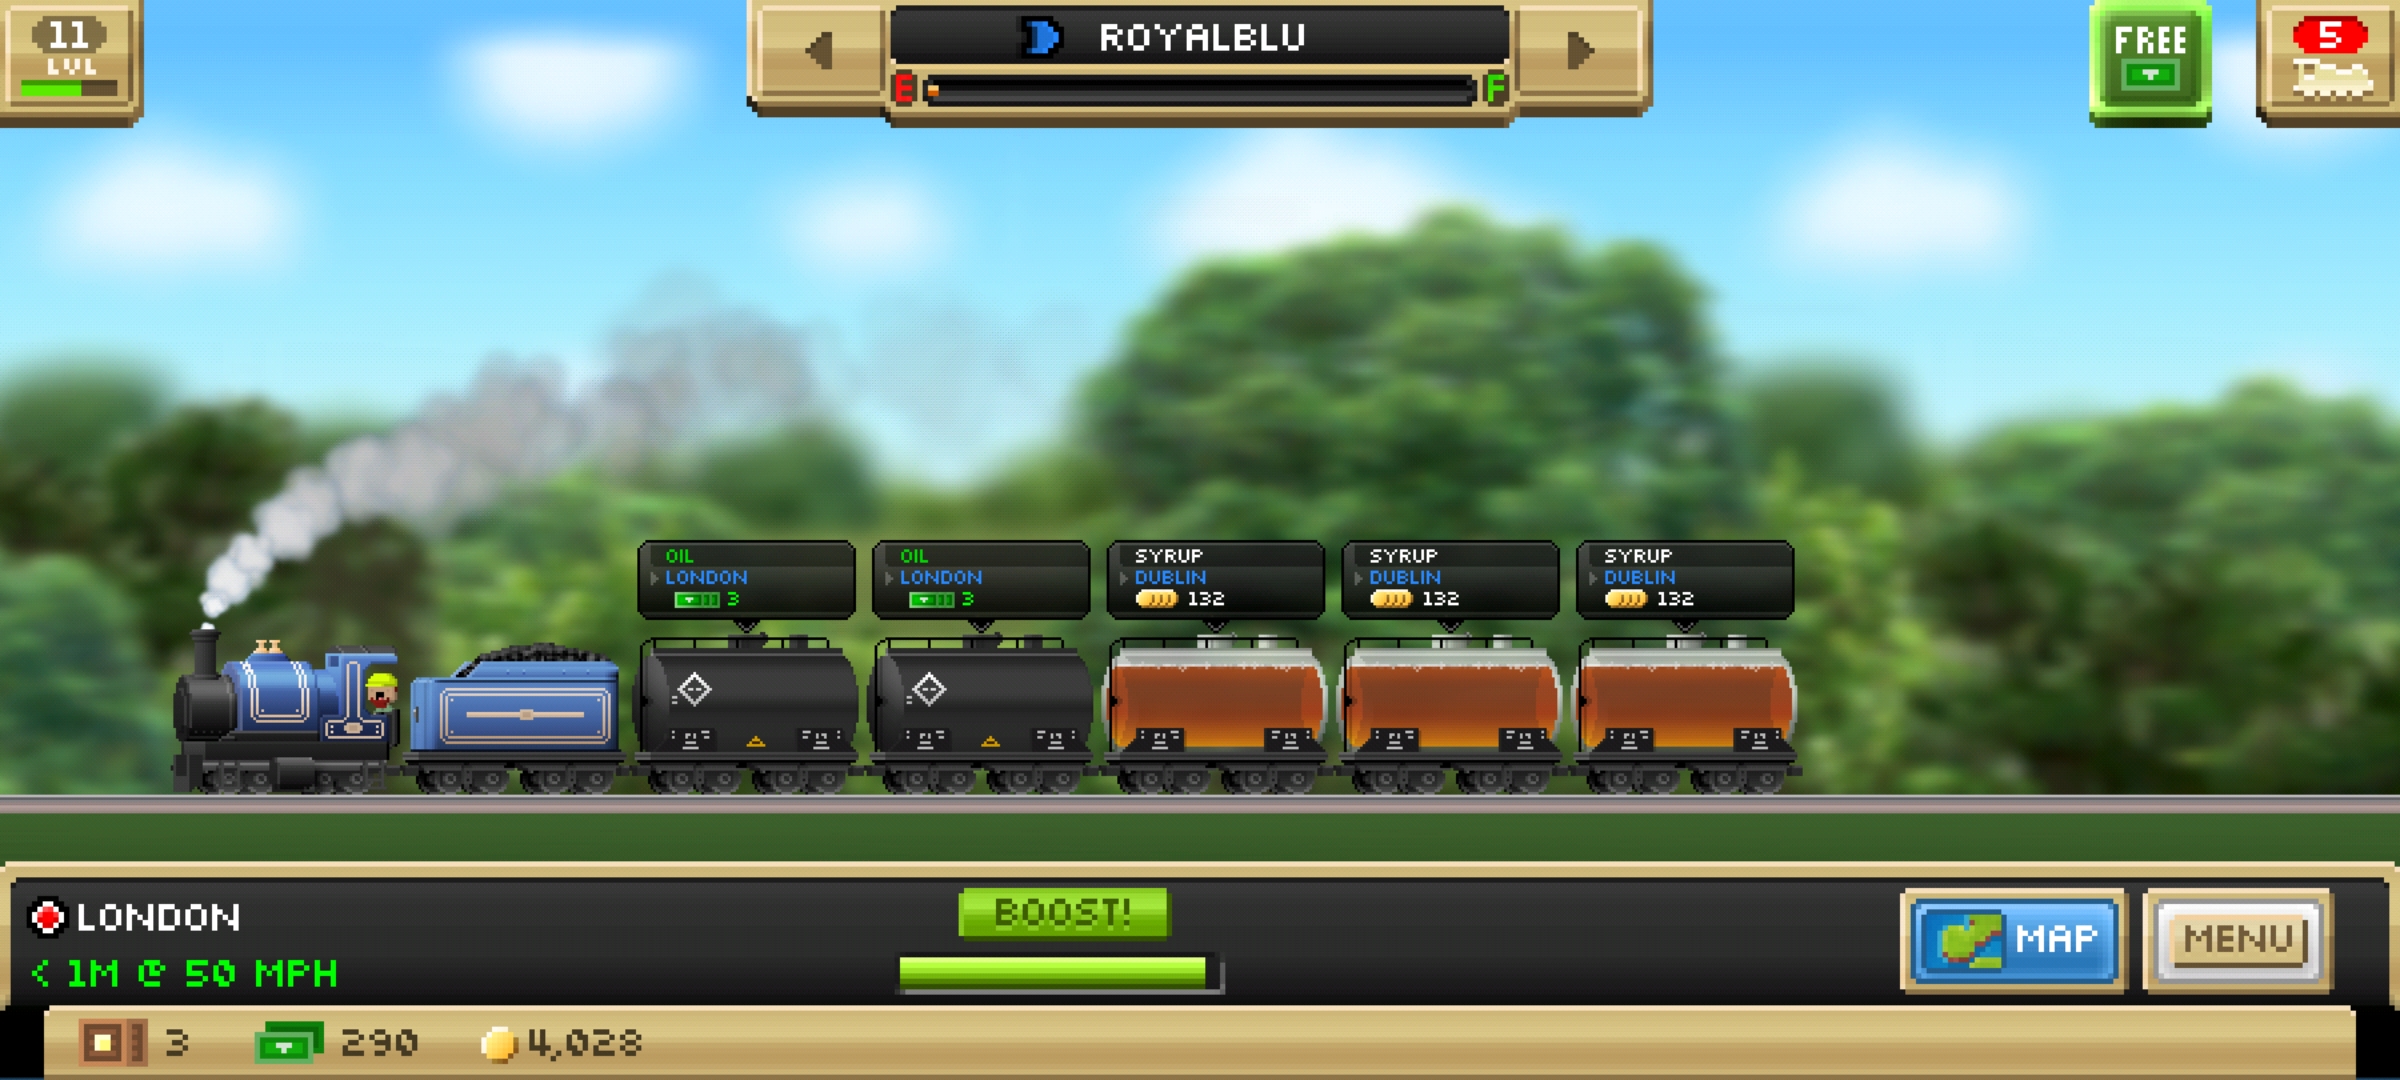 11
LVL
ROYALBLU
E F
FREE
5
OIL
LONDON
3
OIL
LONDON
3
SYRUP
DUBLIN
132
SYRUP
DUBLIN
132
SYRUP
DUBLIN
132
LONDON
< 1M @ 50 MPH
BOOST!
MAP
MENU
3 290 4,028